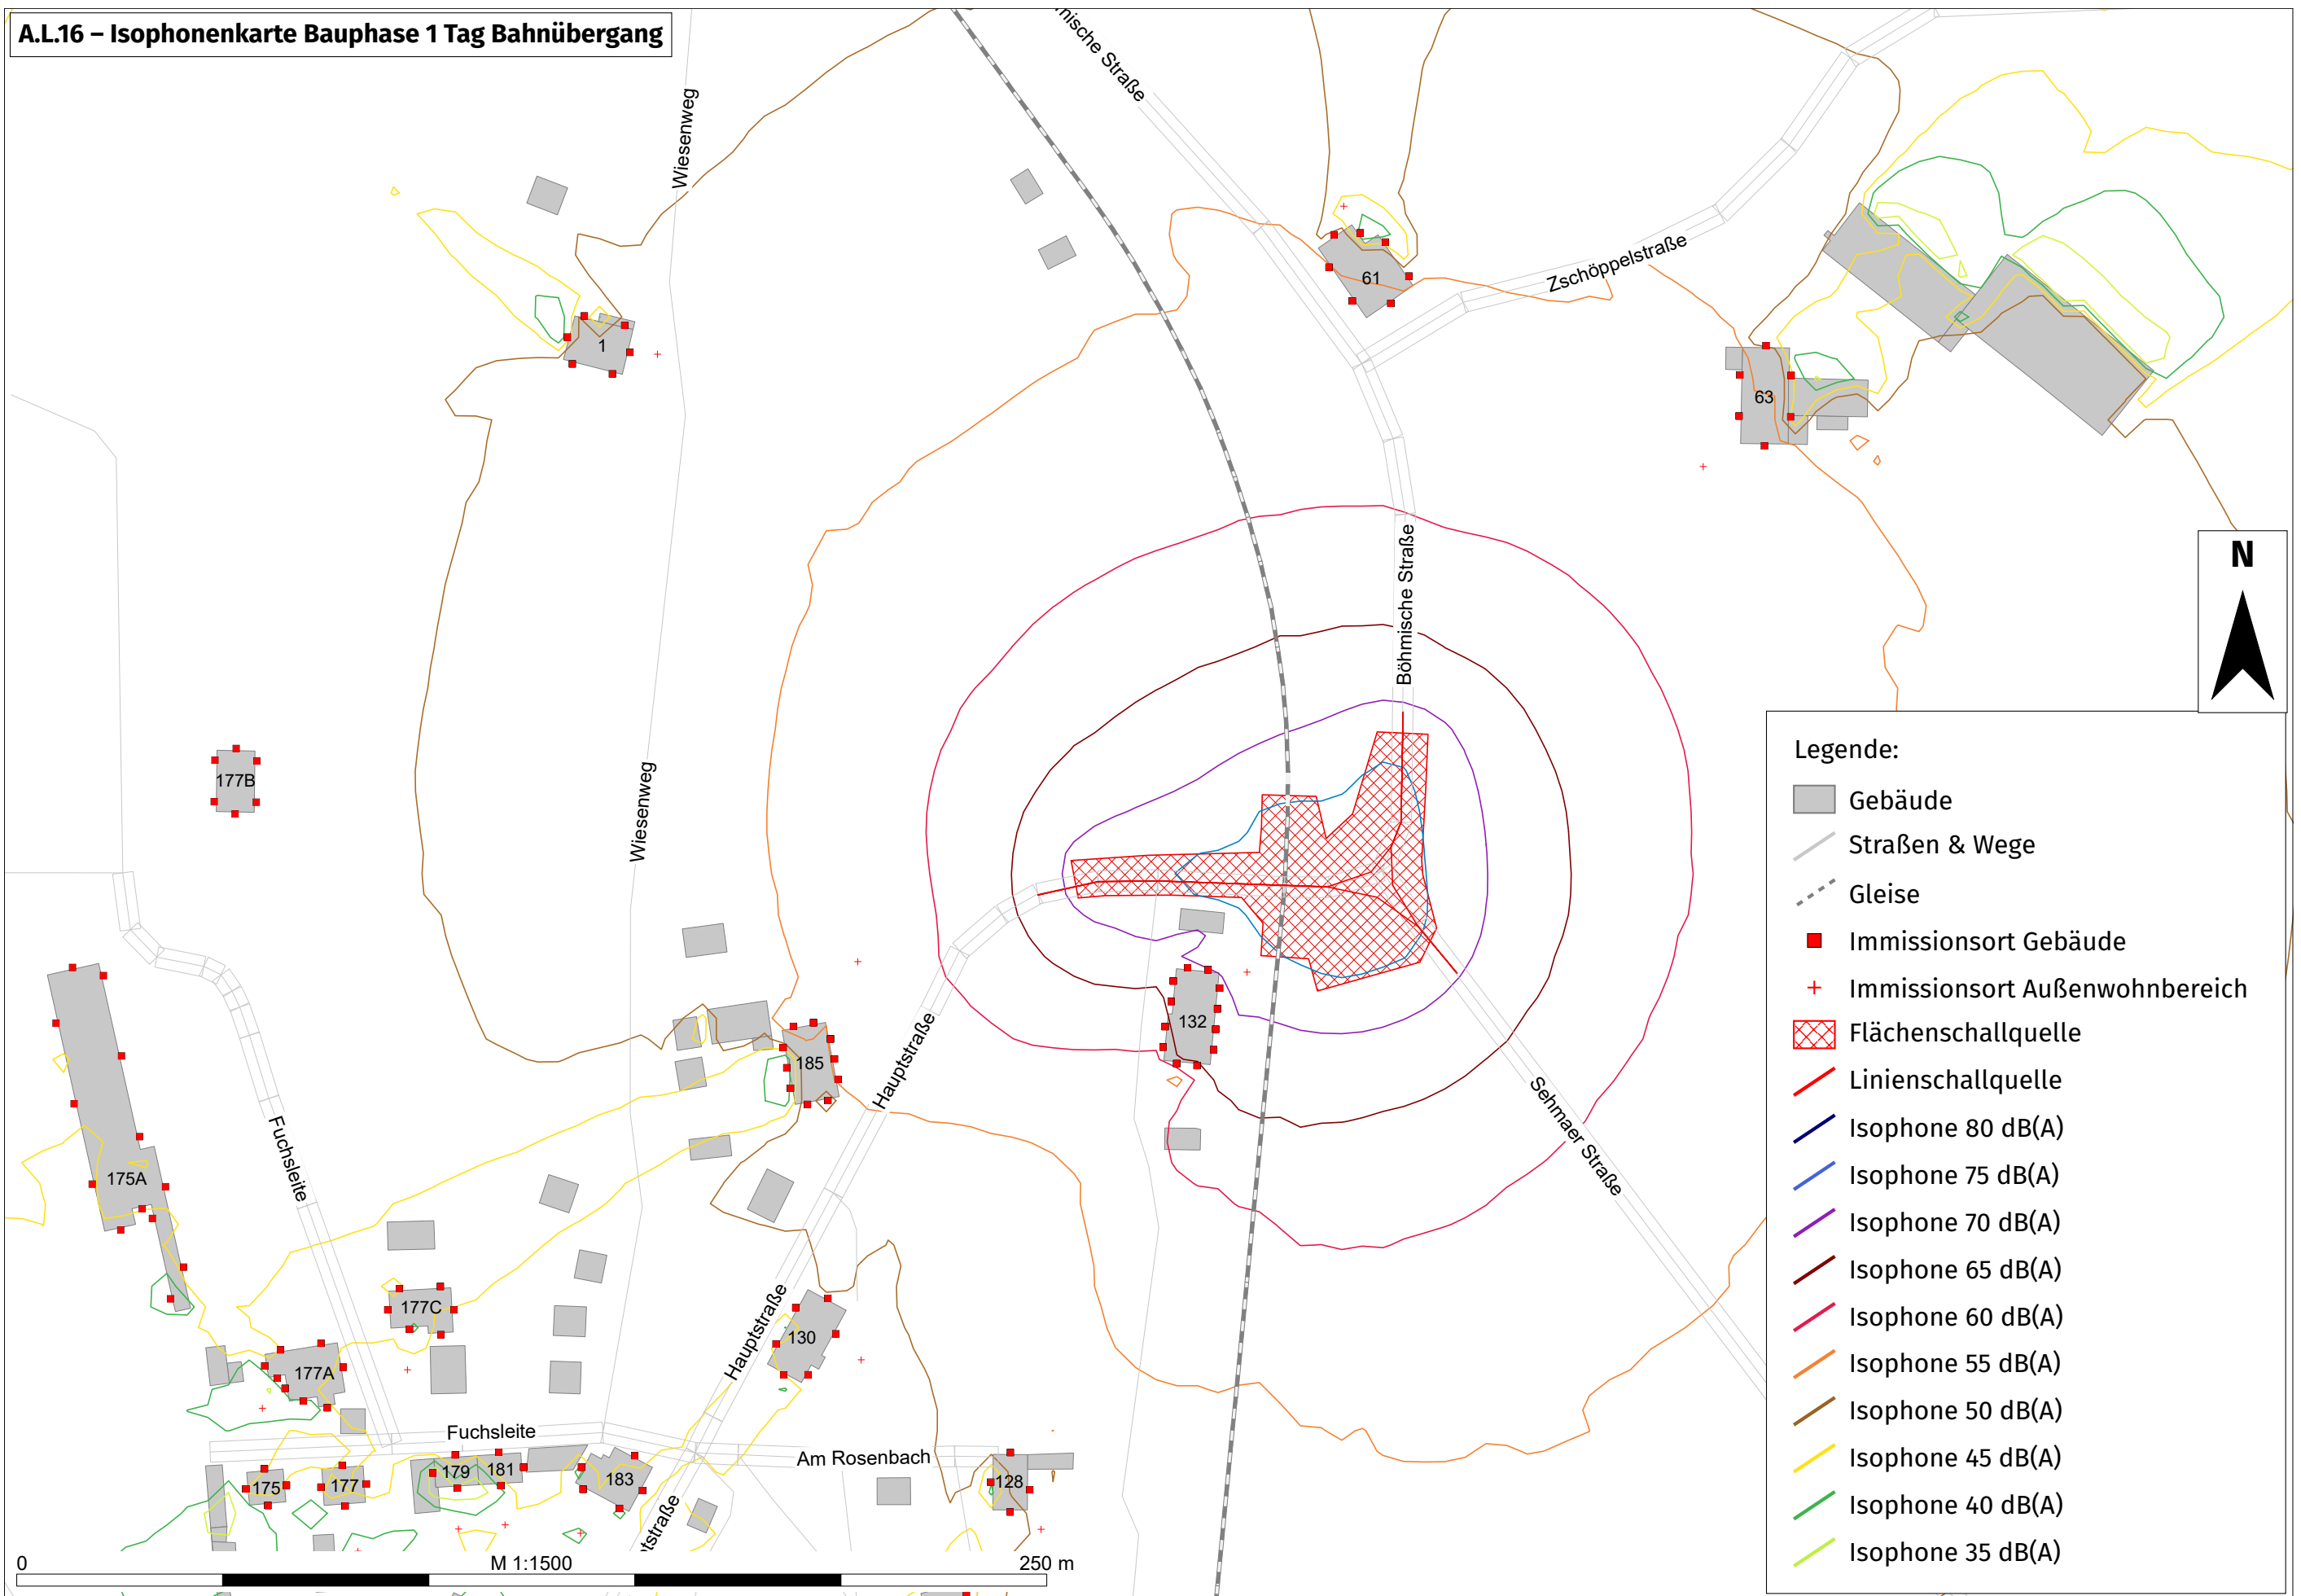 A.L.16 – Isophonenkarte Bauphase 1 Tag Bahnübergang
Wiesenweg
mische Straße
Zschöppelstraße
61
1
63
N
Böhmische Straße
177B
Wiesenweg
132
185
Hauptstraße
Sehmaer Straße
Fuchsleite
175A
177C
130
Hauptstraße
177A
Fuchsleite
Am Rosenbach
175
177
179
181
183
128
tstraße
0
M 1:1500
250 m
Legende:
Gebäude
Straßen & Wege
Gleise
Immissionsort Gebäude
Immissionsort Außenwohnbereich
Flächenschallquelle
Linienschallquelle
Isophone 80 dB(A)
Isophone 75 dB(A)
Isophone 70 dB(A)
Isophone 65 dB(A)
Isophone 60 dB(A)
Isophone 55 dB(A)
Isophone 50 dB(A)
Isophone 45 dB(A)
Isophone 40 dB(A)
Isophone 35 dB(A)